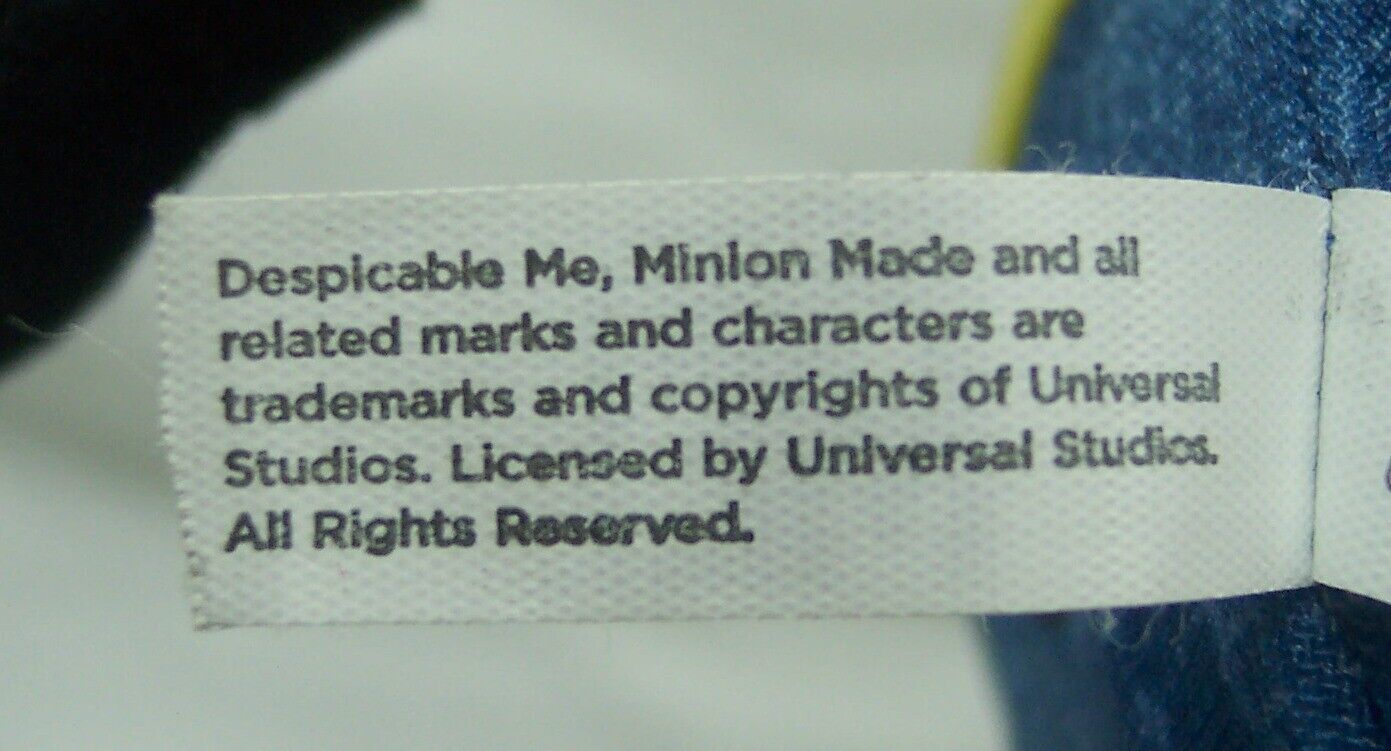 Despicable Me, Minion Made and all
related marks and characters are
trademarks and copyrights of Universal
Studios. Licensed by Universal Studios.
All Rights Reserved.